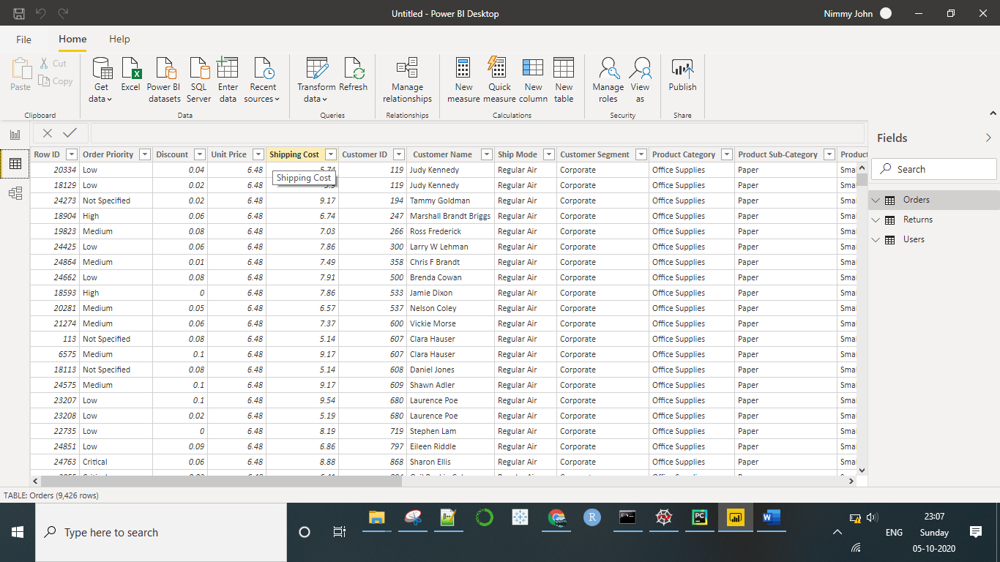 Untitled - Power BI Desktop
Nimmy John
File Home Help
Paste
Cut
Copy
Clipboard
Get data
Excel
Power BI datasets
SQL Server
Enter data
Recent sources
Data
Transform data
Refresh
Queries
Manage relationships
Relationships
New measure
Quick measure
New column
New table
Calculations
Manage roles
View as
Security
Publish
Share
Row ID Order Priority Discount Unit Price Shipping Cost Customer ID Customer Name Ship Mode Customer Segment Product Category Product Sub-Category Product
20334 Low 0.04 6.48 5.74 119 Judy Kennedy Regular Air Corporate Office Supplies Paper Sma
Shipping Cost
18129 Low 0.02 6.48 5.9 119 Judy Kennedy Regular Air Corporate Office Supplies Paper Sma
24273 Not Specified 0.02 6.48 9.17 194 Tammy Goldman Regular Air Corporate Office Supplies Paper Sma
18904 High 0.06 6.48 6.74 247 Marshall Brandt Briggs Regular Air Corporate Office Supplies Paper Sma
19823 Medium 0.08 6.48 7.03 266 Ross Frederick Regular Air Corporate Office Supplies Paper Sma
24425 Low 0.06 6.48 7.86 300 Larry W Lehman Regular Air Corporate Office Supplies Paper Sma
24864 Medium 0.01 6.48 7.49 358 Chris F Brandt Regular Air Corporate Office Supplies Paper Sma
24662 Low 0.08 6.48 7.91 500 Brenda Cowan Regular Air Corporate Office Supplies Paper Sma
18593 High 0 6.48 7.86 533 Jamie Dixon Regular Air Corporate Office Supplies Paper Sma
20281 Medium 0.05 6.48 6.57 537 Nelson Coley Regular Air Corporate Office Supplies Paper Sma
21274 Medium 0.06 6.48 7.37 600 Vickie Morse Regular Air Corporate Office Supplies Paper Sma
113 Not Specified 0.08 6.48 5.14 607 Clara Hauser Regular Air Corporate Office Supplies Paper Sma
6575 Medium 0.1 6.48 9.17 607 Clara Hauser Regular Air Corporate Office Supplies Paper Sma
18113 Not Specified 0.08 6.48 5.14 608 Daniel Jones Regular Air Corporate Office Supplies Paper Sma
24575 Medium 0.1 6.48 9.17 609 Shawn Adler Regular Air Corporate Office Supplies Paper Sma
23207 Low 0.1 6.48 9.54 680 Laurence Poe Regular Air Corporate Office Supplies Paper Sma
23208 Low 0.02 6.48 5.19 680 Laurence Poe Regular Air Corporate Office Supplies Paper Sma
22735 Low 0 6.48 8.19 719 Stephen Lam Regular Air Corporate Office Supplies Paper Sma
24851 Low 0.09 6.48 6.86 797 Eileen Riddle Regular Air Corporate Office Supplies Paper Sma
24763 Critical 0.06 6.48 8.88 868 Sharon Ellis Regular Air Corporate Office Supplies Paper Sma
Fields
Search
Orders
Returns
Users
TABLE: Orders (9,426 rows)
Type here to search
ENG
23:07
Sunday
05-10-2020